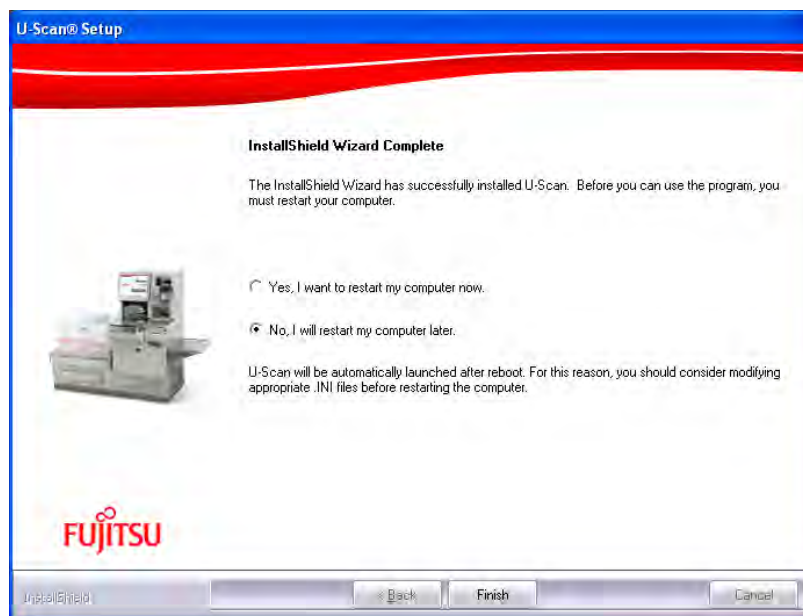 U-Scan® Setup
InstallShield Wizard Complete
The InstallShield Wizard has successfully installed U-Scan. Before you can use the program, you
must restart your computer.
Yes, I want to restart my computer now.
No, I will restart my computer later.
U-Scan will be automatically launched after reboot. For this reason, you should consider modifying
appropriate .INI files before restarting the computer.
FUJITSU
InstallShield
< Back
Finish
Cancel